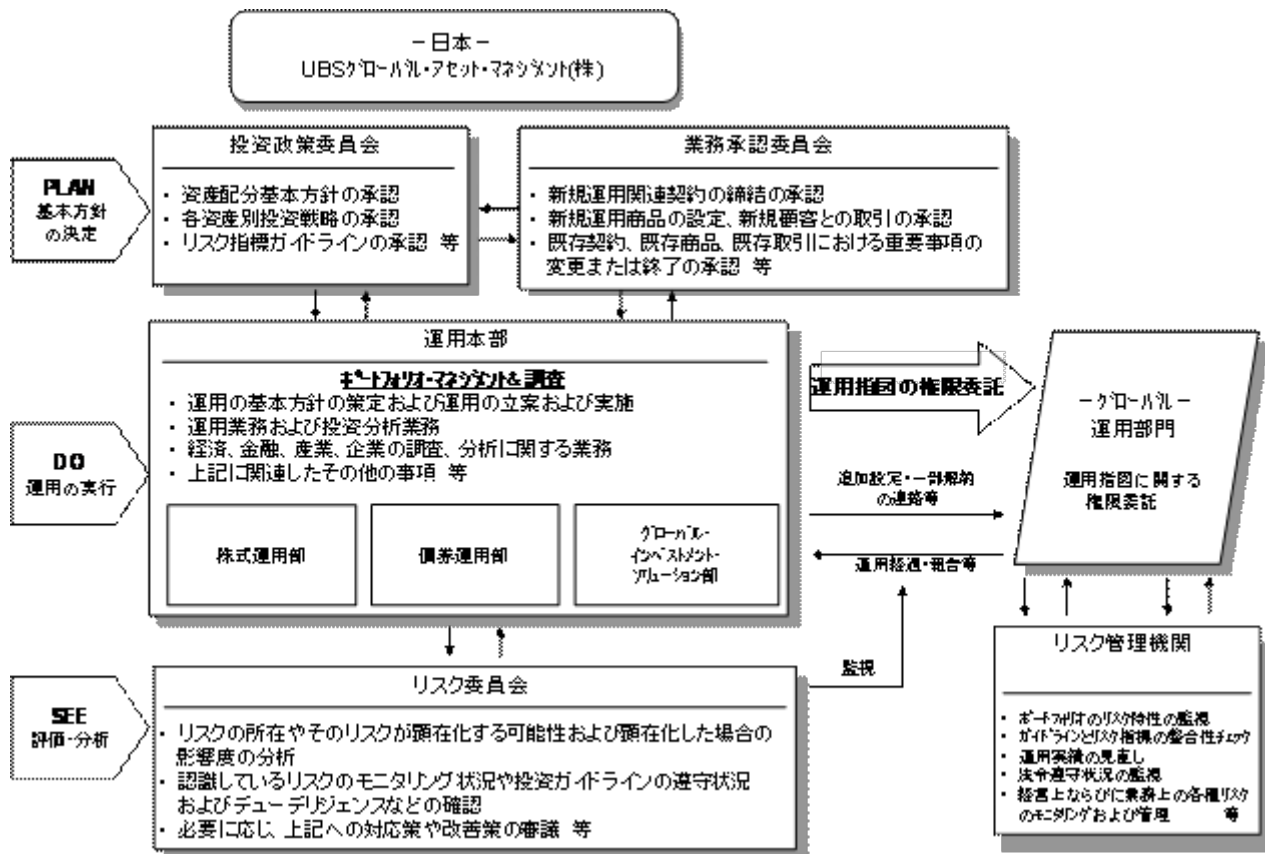 －日本－
UBSｸﾞﾛｰﾊﾞﾙ・ｱｾｯﾄ・ﾏﾈｼﾞﾒﾝﾄ(株)
投資政策委員会
・ 資産配分基本方針の承認
・ 各資産別投資戦略の承認
・ リスク指標ガイドラインの承認 等
業務承認委員会
・ 新規運用関連契約の締結の承認
・ 新規運用商品の設定、新規顧客との取引の承認
・ 既存契約、既存商品、既存取引における重要事項の
変更または終了の承認 等
PLAN
基本方針
の決定
運用本部
ﾎﾟｰﾄﾌｫﾘｵ・ﾏﾈｼﾞﾒﾝﾄ& 調査
・ 運用の基本方針の策定および運用の立案および実施
・ 運用業務および投資分析業務
・ 経済、金融、産業、企業の調査、分析に関する業務
・ 上記に関連したその他の事項 等
株式運用部
債券運用部
ｸﾞﾛｰﾊﾞﾙ・
ｲﾝﾍﾞｽﾄﾒﾝﾄ・
ｿﾘｭｰｼｮﾝ部
DO
運用の実行
運用指図の権限委託
追加設定・一部解約
の連絡等
運用経過・報告等
－ｸﾞﾛｰﾊﾞﾙ－
運用部門
運用指図に関する
権限委託
SEE
評価・分析
リスク委員会
・ リスクの所在やそのリスクが顕在化する可能性および顕在化した場合の
影響度の分析
・ 認識しているリスクのモニタリング状況や投資ガイドラインの遵守状況
およびデューデリジェンスなどの確認
・ 必要に応じ、上記への対応策や改善策の審議 等
監視
リスク管理機関
・ ﾎﾟｰﾄﾌｫﾘｵのﾘｽｸ特性の監視
・ ｶﾞｲﾄﾞﾗｲﾝとﾘｽｸ指標の整合性ﾁｪｯｸ
・ 運用実績の見直し
・ 法令遵守状況の監視
・ 経営上ならびに業務上の各種ﾘｽｸ
のﾓﾆﾀﾘﾝｸﾞおよび管理 等